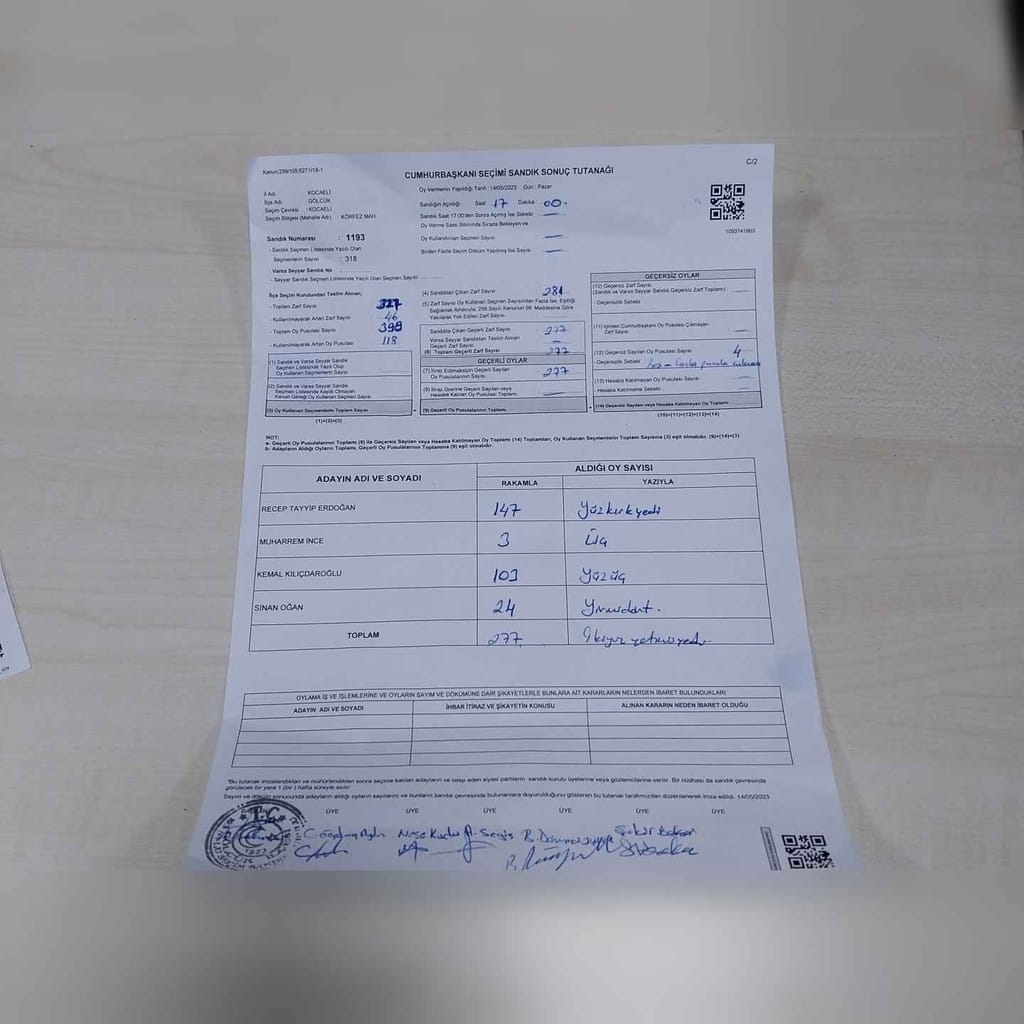 Kanun:298/105;6271/18-1
C/2
CUMHURBAŞKANI SEÇİMİ SANDIK SONUÇ TUTANAĞI
Oy Vermenin Yapıldığı Tarih :14/05/2023 Gün : Pazar
İl Adı : KOCAELİ
İlçe Adı : GÖLCÜK
Seçim Çevresi : KOCAELİ
Seçim Bölgesi (Mahalle Adı) : KÖRFEZ MAH.
Sandığın Açıldığı Saat 17 Dakika 00
Sandık Saat 17:00'den Sonra Açılmış İse Sebebi
Oy Verme Saati Bitiminde Sırada Bekleyen ve
Oy Kullandırılan Seçmen Sayısı
Birden Fazla Sayım Döküm Yapılmış İse Sayısı
1093741803
Sandık Numarası : 1193
- Sandık Seçmen Listesinde Yazılı Olan
Seçmenlerin Sayısı : 318
Varsa Seyyar Sandık No :
- Seyyar Sandık Seçmen Listesinde Yazılı Olan Seçmen Sayısı
İlçe Seçim Kurulundan Teslim Alınan;
- Toplam Zarf Sayısı 327
- Kullanılmayarak Artan Zarf Sayısı 46
- Toplam Oy Pusulası Sayısı 399
- Kullanılmayarak Artan Oy Pusulası 118
(1) Sandık ve Varsa Seyyar Sandık
Seçmen Listesinde Yazılı Olup
Oy Kullanan Seçmenlerin Sayısı
(2) Sandık ve Varsa Seyyar Sandık
Seçmen Listesinde Kayıtlı Olmayan
Kanun Gereği Oy Kullanan Seçmen Sayısı
(3) Oy Kullanan Seçmenlerin Toplam Sayısı
(1)+(2)=(3)
(4) Sandıktan Çıkan Zarf Sayısı 281
(5) Zarf Sayısı Oy Kullanan Seçmen Sayısından Fazla İse, Eşitliği
Sağlamak Amacıyla; 298 Sayılı Kanunun 98. Maddesine Göre
Yakılarak Yok Edilen Zarf Sayısı
Sandıkta Çıkan Geçerli Zarf Sayısı 277
Varsa Seyyar Sandıktan Teslim Alınan
Geçerli Zarf Sayısı
(6) Toplam Geçerli Zarf Sayısı 277
GEÇERLİ OYLAR
(7) İtiraz Edilmeksizin Geçerli Sayılan
Oy Pusulalarının Sayısı 277
(8) İtiraz Üzerine Geçerli Sayılan veya
Hesaba Katılan Oy Pusulası Sayısı
(9) Geçerli Oy Pusulalarının Toplamı
GEÇERSİZ OYLAR
(10) Geçersiz Zarf Sayısı
(Sandık ve Varsa Seyyar Sandık Geçersiz Zarf Toplamı)
- Geçersizlik Sebebi
(11) İçinden Cumhurbaşkanı Oy Pusulası Çıkmayan
Zarf Sayısı
(12) Geçersiz Sayılan Oy Pusulası Sayısı 4
- Geçersizlik Sebebi Boş - Fazla
(13) Hesaba Katılmayan Oy Pusulası Sayısı
Hesaba Katılmama Sebebi
(14) Geçersiz Sayılan veya Hesaba Katılmayan Oy Toplamı
(10)+(11)+(12)+(13)=(14)
NOT:
a- Geçerli Oy Pusulalarının Toplamı (9) ile Geçersiz Sayılan veya Hesaba Katılmayan Oy Toplamı (14) Toplamları, Oy Kullanan Seçmenlerin Toplam Sayısına (3) eşit olmalıdır. (9)+(14)=(3)
b- Adayların Aldığı Oyların Toplamı, Geçerli Oy Pusulalarının Toplamına (9) eşit olmalıdır.
ADAYIN ADI VE SOYADI
ALDIĞI OY SAYISI
RAKAMLA YAZIYLA
RECEP TAYYİP ERDOĞAN 147 Yüzkırkyedi
MUHARREM İNCE 3 Üç
KEMAL KILIÇDAROĞLU 103 Yüzüç
SİNAN OĞAN 24 Yirmidört.
TOPLAM 277 İkiyüz yetmişyedi
OYLAMA İŞ VE İŞLEMLERİNE VE OYLARIN SAYIM VE DÖKÜMÜNE DAİR ŞİKAYETLERLE BUNLARA AİT KARARLARIN NELERDEN İBARET BULUNDUKLARI
ADAYIN ADI VE SOYADI İHBAR İTİRAZ VE ŞİKAYETİN KONUSU ALINAN KARARIN NEDEN İBARET OLDUĞU
"Bu tutanak imzalandıktan ve mühürlendikten sonra seçime katılan adayların ve talep eden siyasi partilerin sandık kurulu üyelerine veya gözlemcilerine verilir. Bir nüshası da sandık çevresinde
görülecek bir yere 1 (bir) hafta süreyle asılır.
Sayım ve döküm sonucunda adayların aldığı oyların sayılarını ve bunların sandık çevresinde bulunanlara duyurulduğunu gösteren bu tutanak tarafımızdan düzenlenerek imza edildi. 14/05/2023
ÜYE ÜYE ÜYE ÜYE ÜYE ÜYE
T.C.